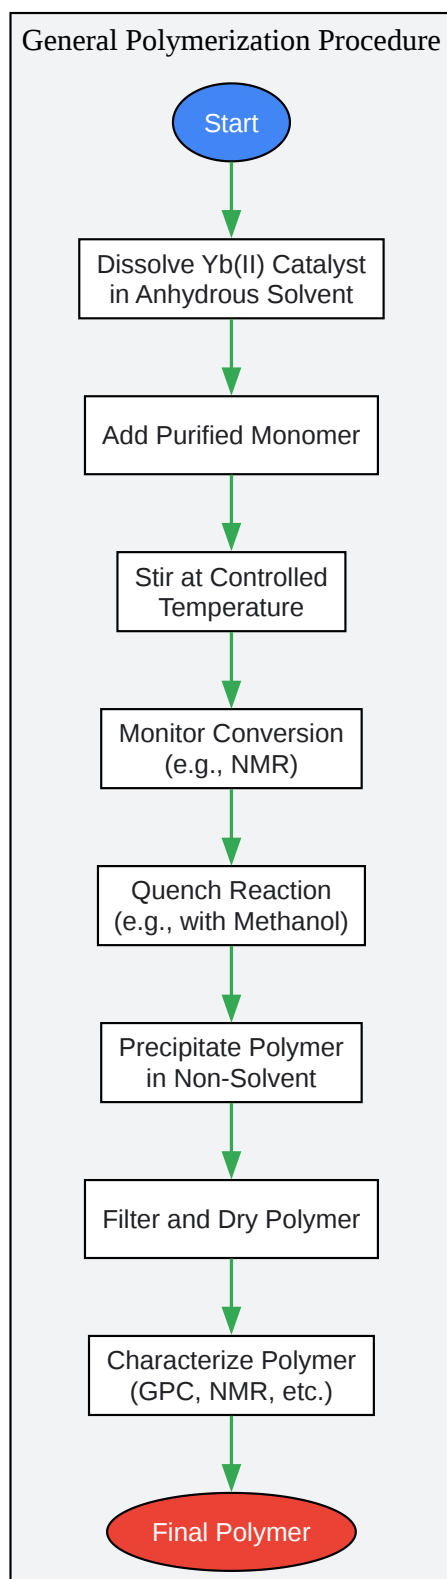 General Polymerization Procedure
Start
Dissolve Yb(II) Catalyst
in Anhydrous Solvent
Add Purified Monomer
Stir at Controlled
Temperature
Monitor Conversion
(e.g., NMR)
Quench Reaction
(e.g., with Methanol)
Precipitate Polymer
in Non-Solvent
Filter and Dry Polymer
Characterize Polymer
(GPC, NMR, etc.)
Final Polymer